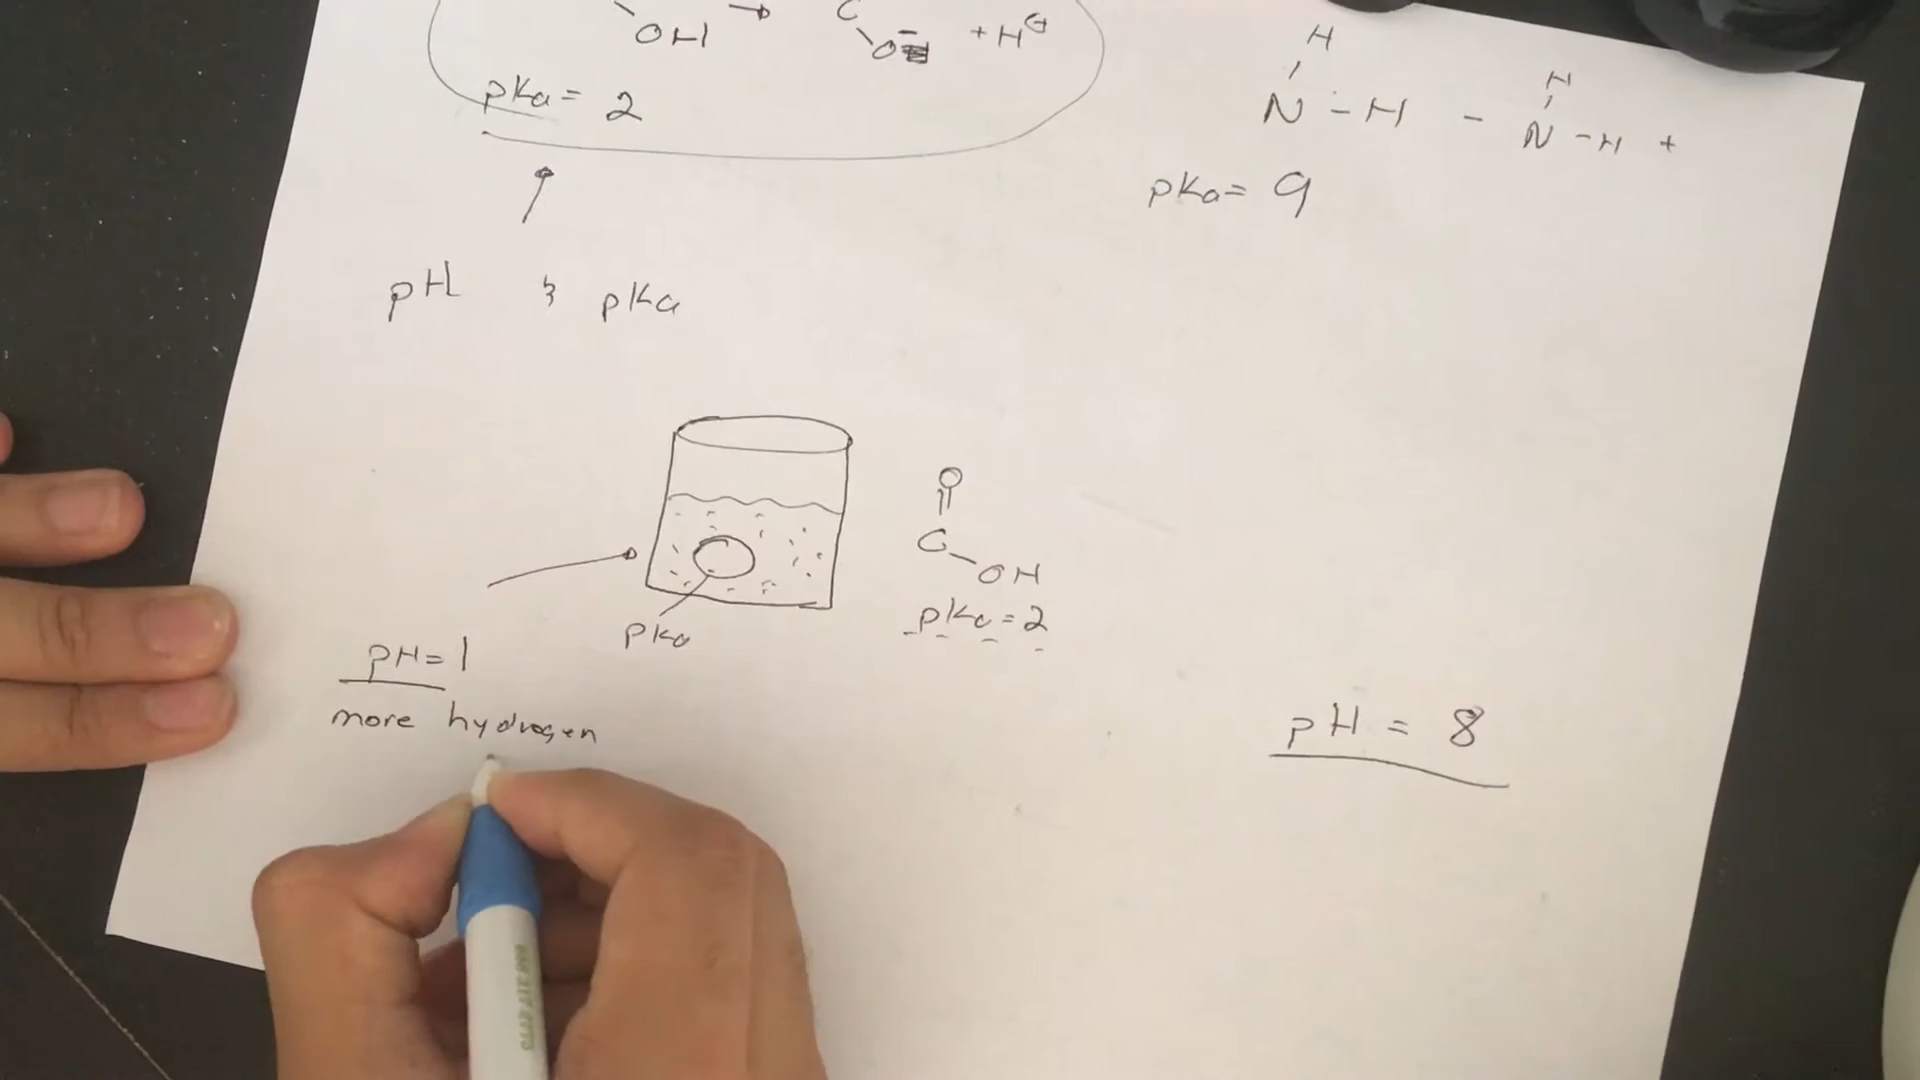 OH → C
O⁻ + H⊕
pKa = 2
H
N - H - N - H +
H
pKa = 9
pH & pKa
O
C
OH
pKa = 2
pKa
pH = 1
more hydrogen
pH = 8